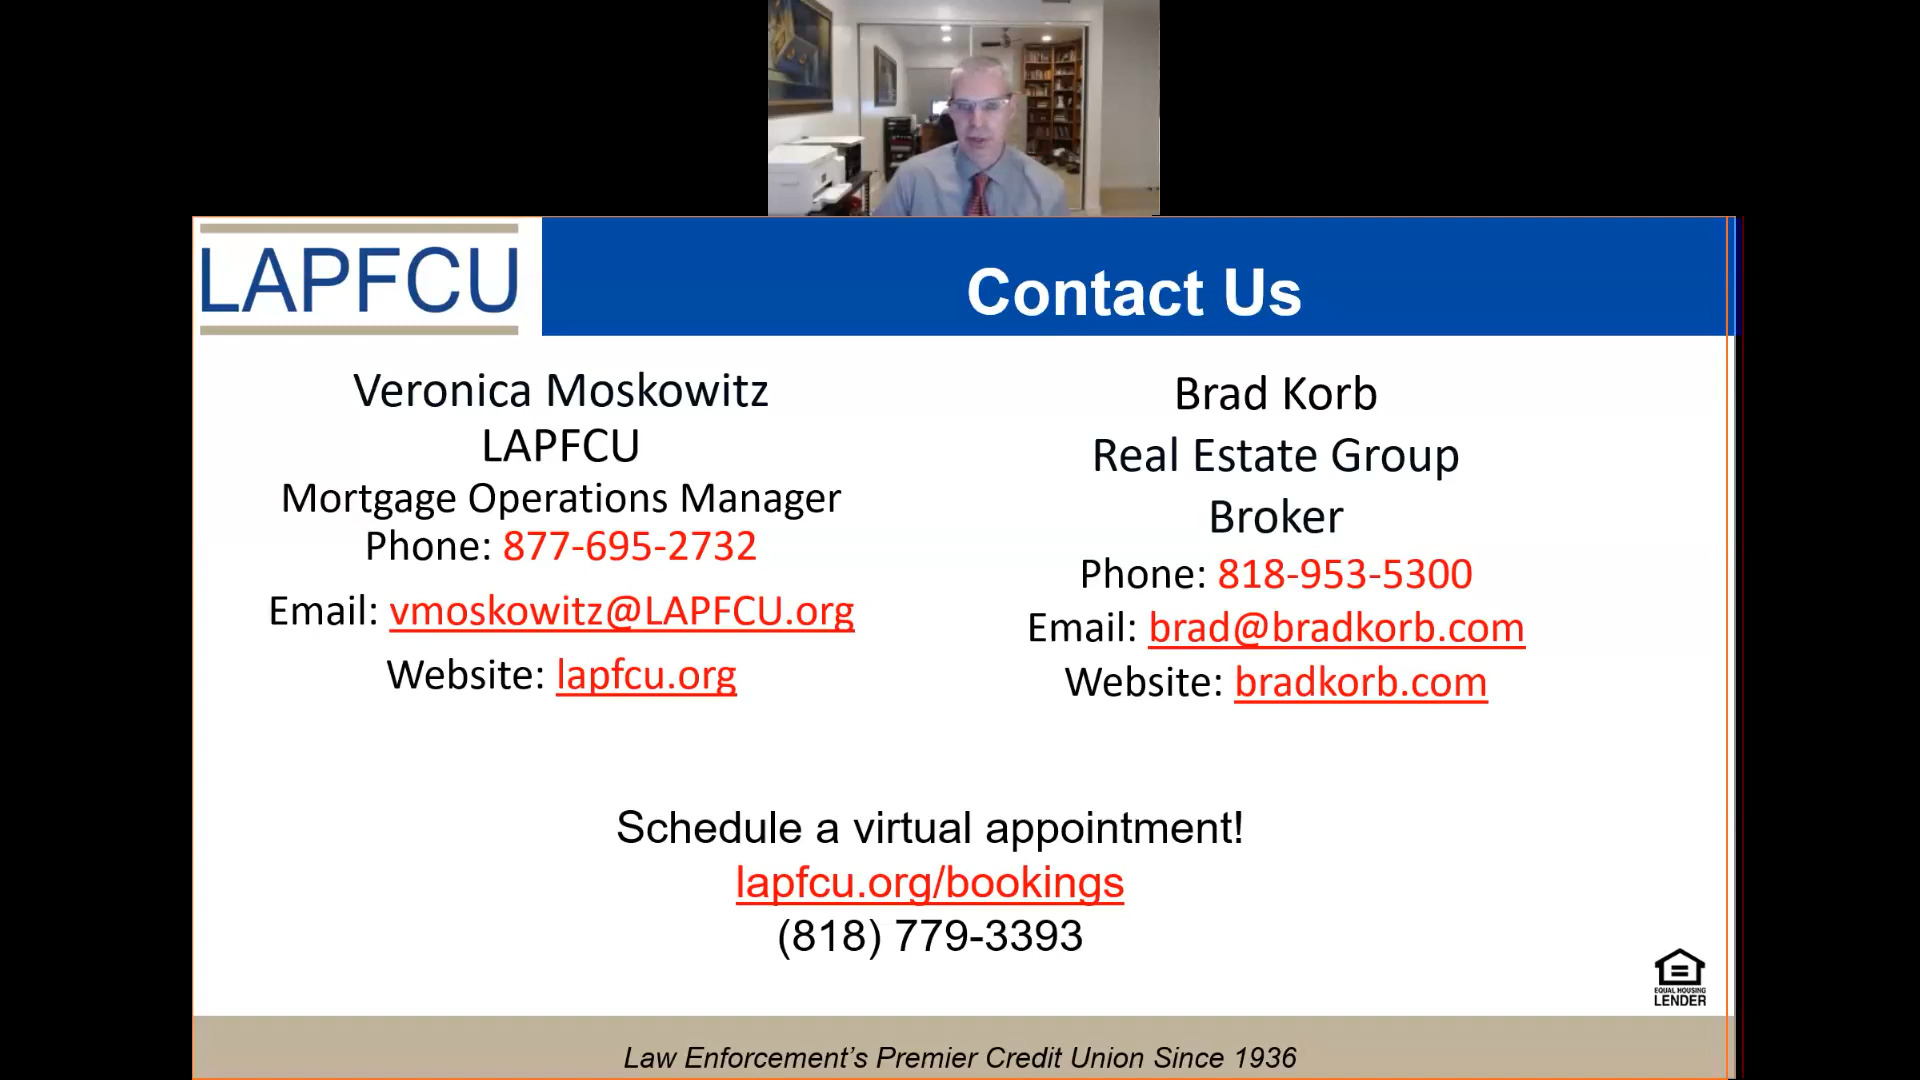 LAPFCU
Contact Us
Veronica Moskowitz
LAPFCU
Mortgage Operations Manager
Phone: 877-695-2732
Email: vmoskowitz@LAPFCU.org
Website: lapfcu.org
Brad Korb
Real Estate Group
Broker
Phone: 818-953-5300
Email: brad@bradkorb.com
Website: bradkorb.com
Schedule a virtual appointment!
lapfcu.org/bookings
(818) 779-3393
EQUAL HOUSING
LENDER
Law Enforcement's Premier Credit Union Since 1936